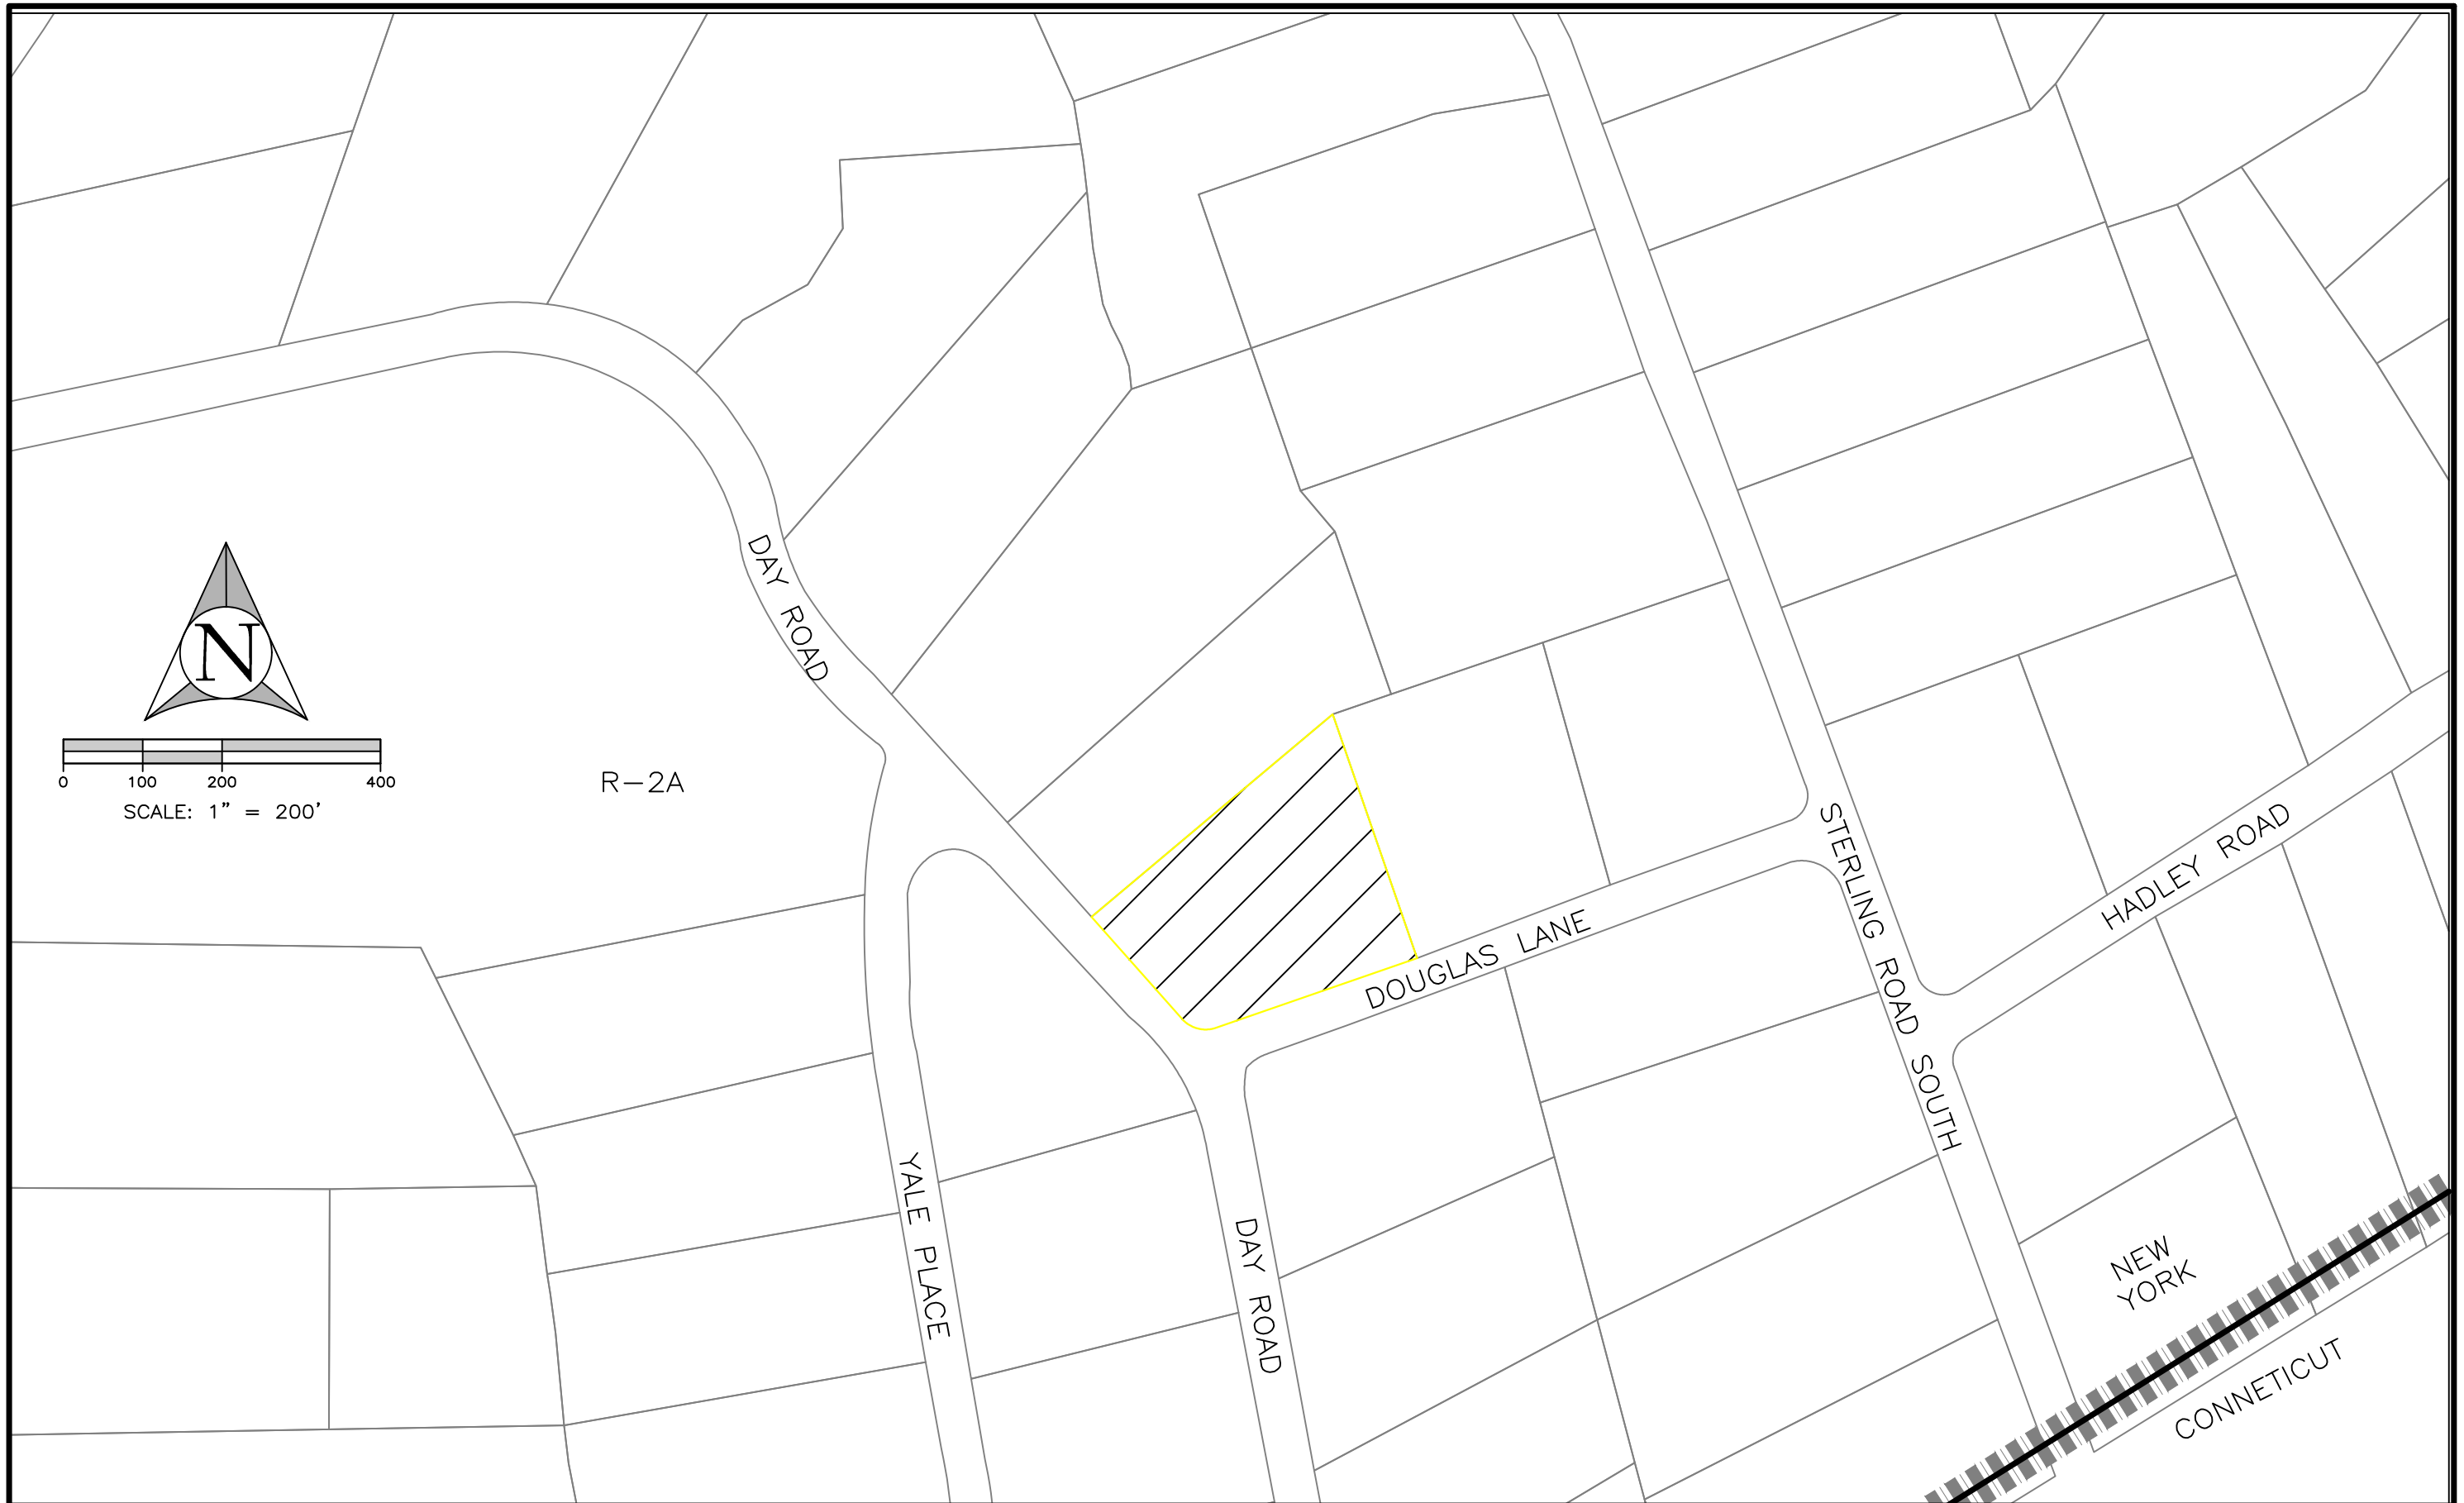 DAY ROAD
N
0 100 200 400
SCALE: 1" = 200'
R-2A
STERLING ROAD SOUTH
HADLEY ROAD
DOUGLAS LANE
YALE PLACE
DAY ROAD
NEW
YORK
CONNETICUT